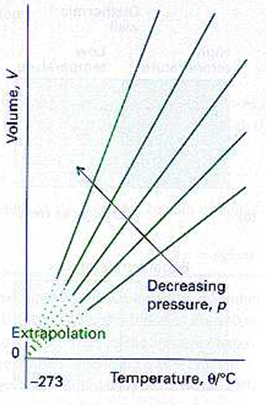 Volume, V
Decreasing
pressure, p
Extrapolation
0
–273
Temperature, θ/°C